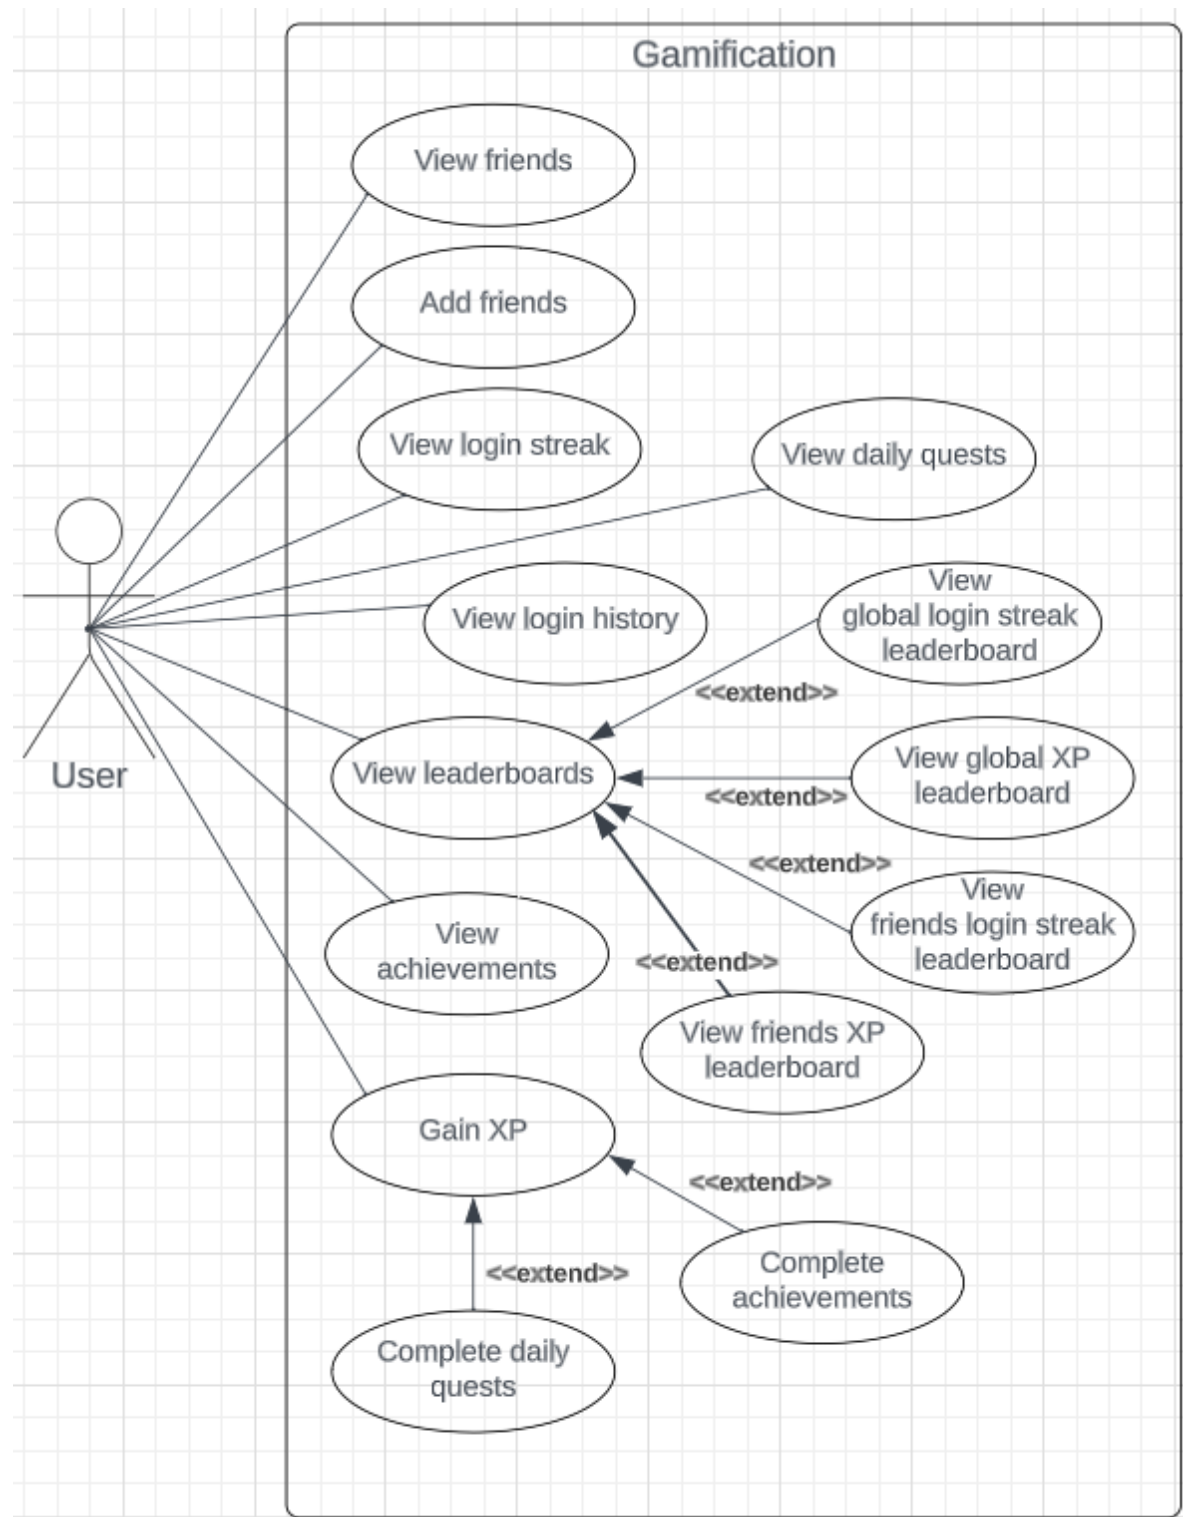 Gamification
View friends
Add friends
View login streak
View daily quests
View login history
View
global login streak
leaderboard
<<extend>>
User
View leaderboards
View global XP
leaderboard
<<extend>>
<<extend>>
View
friends login streak
leaderboard
View
achievements
<<extend>>
View friends XP
leaderboard
Gain XP
<<extend>>
Complete
achievements
<<extend>>
Complete daily
quests